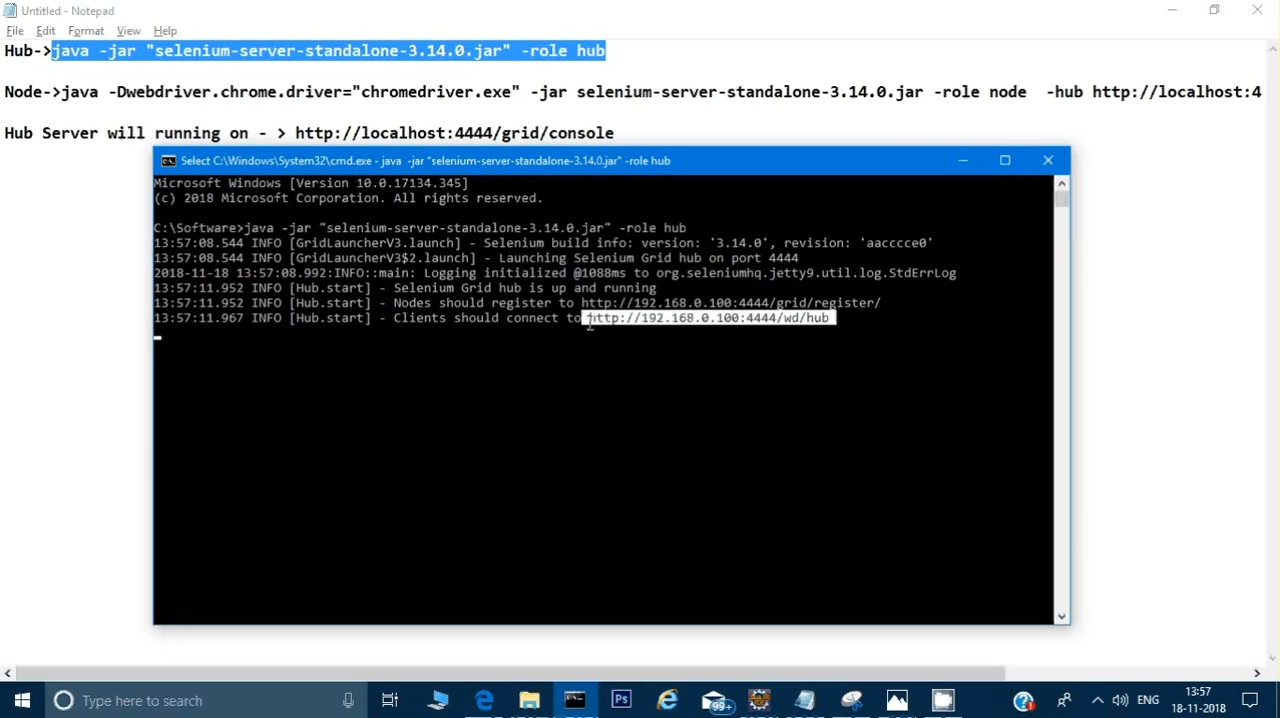 Untitled - Notepad
File Edit Format View Help
Hub->java -jar "selenium-server-standalone-3.14.0.jar" -role hub
Node->java -Dwebdriver.chrome.driver="chromedriver.exe" -jar selenium-server-standalone-3.14.0.jar -role node -hub http://localhost:4
Hub Server will running on - > http://localhost:4444/grid/console
Select C:\Windows\System32\cmd.exe - java -jar "selenium-server-standalone-3.14.0.jar" -role hub
Microsoft Windows [Version 10.0.17134.345]
(c) 2018 Microsoft Corporation. All rights reserved.
C:\Software>java -jar "selenium-server-standalone-3.14.0.jar" -role hub
13:57:08.544 INFO [GridLauncherV3.launch] - Selenium build info: version: '3.14.0', revision: 'aacccce0'
13:57:08.544 INFO [GridLauncherV3$2.launch] - Launching Selenium Grid hub on port 4444
2018-11-18 13:57:08.992:INFO::main: Logging initialized @1088ms to org.seleniumhq.jetty9.util.log.StdErrLog
13:57:11.952 INFO [Hub.start] - Selenium Grid hub is up and running
13:57:11.952 INFO [Hub.start] - Nodes should register to http://192.168.0.100:4444/grid/register/
13:57:11.967 INFO [Hub.start] - Clients should connect to http://192.168.0.100:4444/wd/hub
Type here to search
Ps
99+
ENG
13:57
18-11-2018